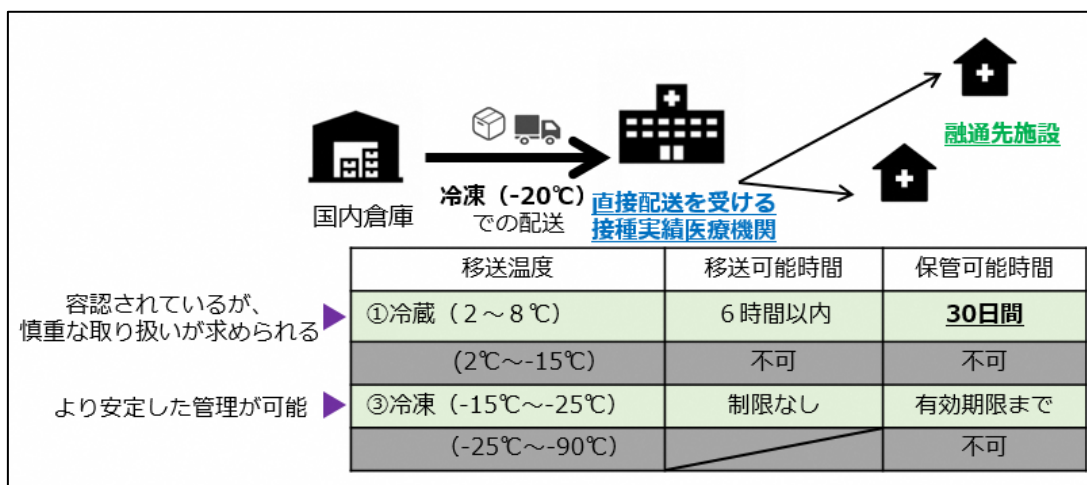 融通先施設
国内倉庫
冷凍（-20℃）
での配送
直接配送を受ける
接種実績医療機関
移送温度 移送可能時間 保管可能時間
容認されているが、
慎重な取り扱いが求められる
①冷蔵（２～８℃） ６時間以内 30日間
(2℃～-15℃) 不可 不可
より安定した管理が可能
③冷凍（-15℃～-25℃） 制限なし 有効期限まで
（-25℃～-90℃） 不可